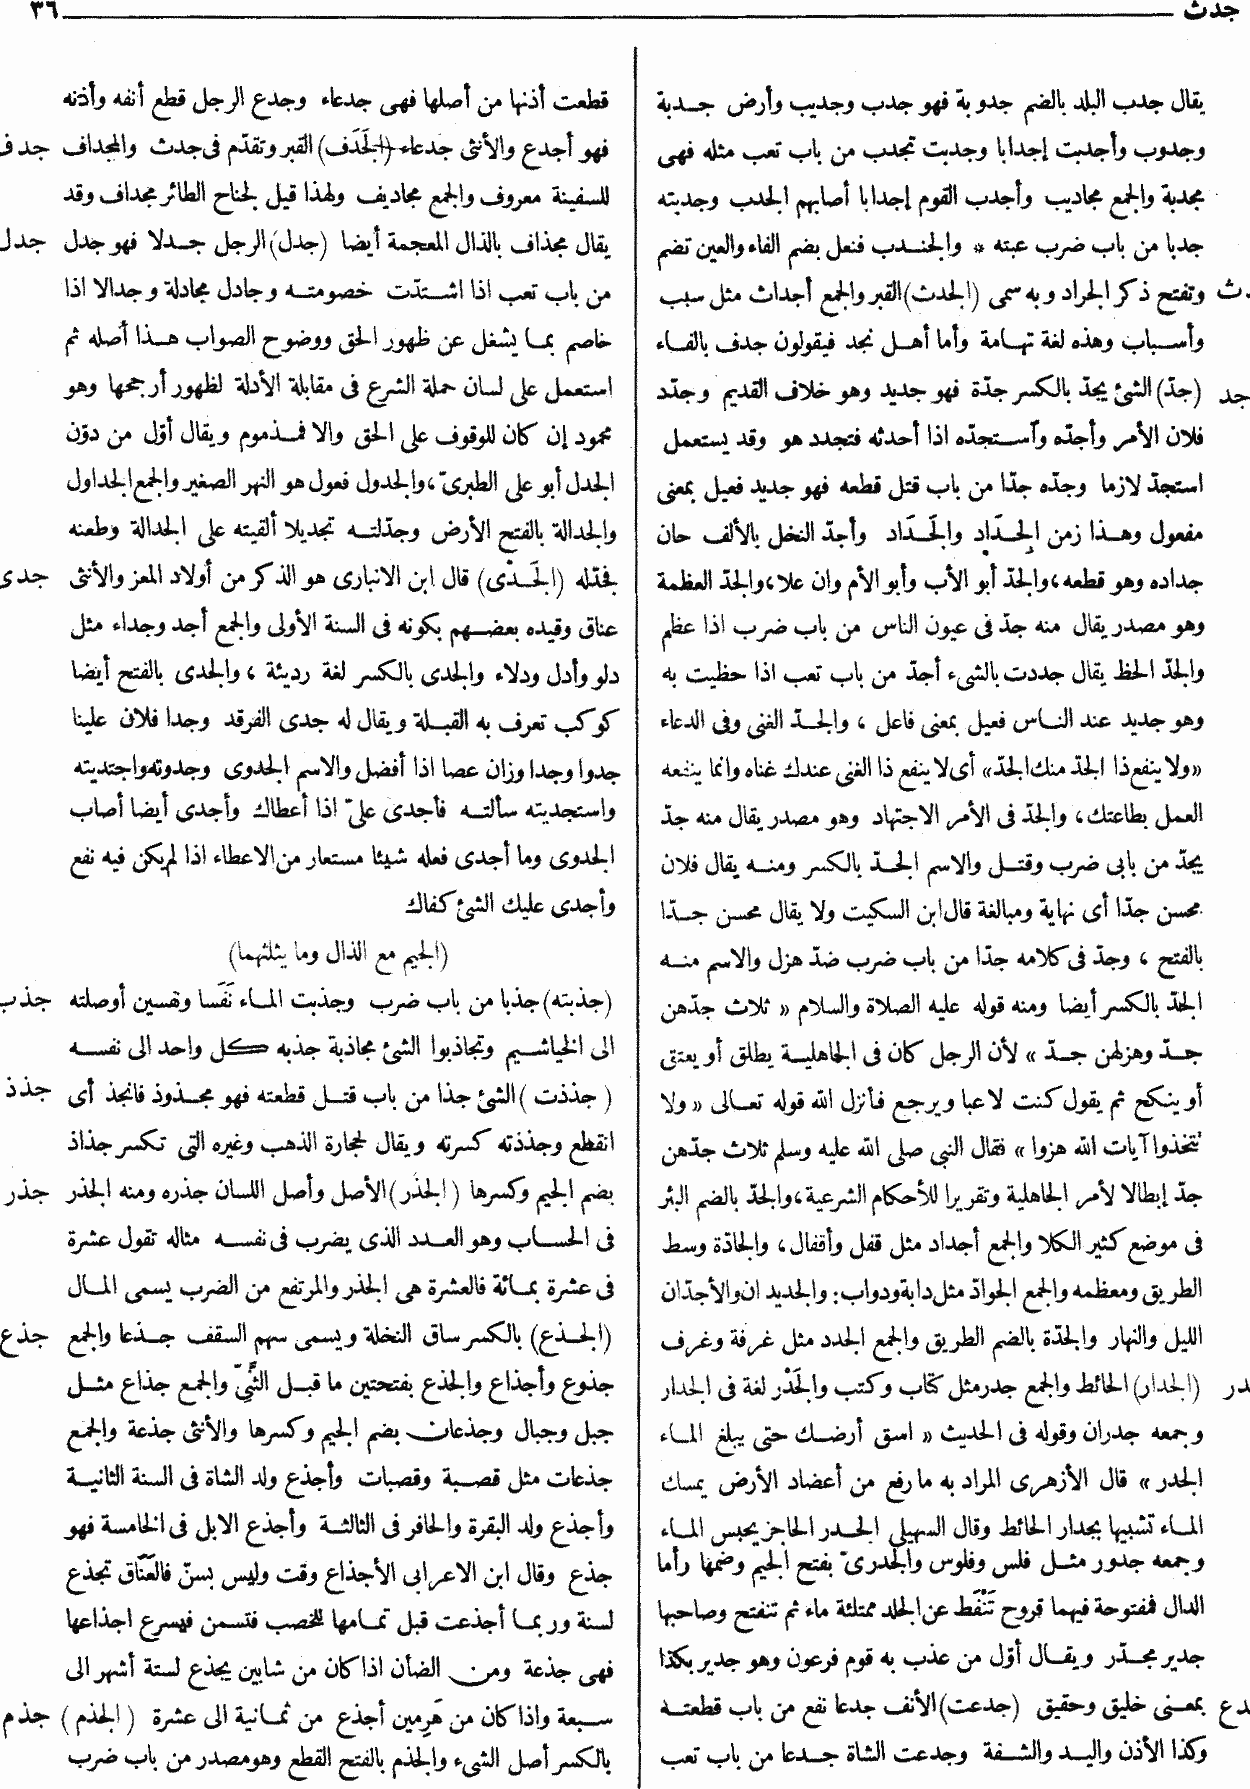 جدث ٣٦
يقال جدب البلد بالضم جدوبة فهو جدب وجديب وأرض جدبة
وجدوب وأجدبت إجدابا وجدبت تجدب من باب تعب مثله فهى
مجدبة والجمع مجاديب وأجدب القوم إجدابا أصابهم الجدب وجدبته
جدبا من باب ضرب عبته * والجندب فنعل بضم الفاء والعين تضم
دث وتفتح ذكر الجراد وبه سمى (الجدث) القبر والجمع أجداث مثل سبب
وأسباب وهذه لغة تهامة وأما أهل نجد فيقولون جدف بالفاء
جد (جدّ) الشئ يجدّ بالكسر جدّة فهو جديد وهو خلاف القديم وجدّد
فلان الأمر وأجدّه وآستجدّه اذا أحدثه فتجدد هو وقد يستعمل
استجدّ لازما وجدّه جدّا من باب قتل قطعه فهو جديد فعيل بمعنى
مفعول وهذا زمن الجِدَاد والجَدَاد وأجدّ النخل بالألف حان
جداده وهو قطعه، والجدّ أبو الأب وأبو الأم وان علا، والجدّ العظمة
وهو مصدر يقال منه جدّ فى عيون الناس من باب ضرب اذا عظم
والجدّ الحظ يقال جددت بالشىء أجدّ من باب تعب اذا حظيت به
وهو جديد عند الناس فعيل بمعنى فاعل ، والجدّ الغنى وفى الدعاء
«ولا ينفع ذا الجدّ منك الجدّ» أى لا ينفع ذا الغنى عندك غناه وانما ينفعه
العمل بطاعتك، والجدّ فى الأمر الاجتهاد وهو مصدر يقال منه جدّ
يجدّ من بابى ضرب وقتل والاسم الجدّ بالكسر ومنه يقال فلان
محسن جدّا أى نهاية ومبالغة قال ابن السكيت ولا يقال محسن جدّا
بالفتح ، وجدّ فى كلامه جدّا من باب ضرب ضدّ هزل والاسم منه
الجدّ بالكسر أيضا ومنه قوله عليه الصلاة والسلام « ثلاث جدّهن
جدّ وهزلهن جدّ » لأن الرجل كان فى الجاهلية يطلق أو يعتق
أو ينكح ثم يقول كنت لاعبا ويرجع فأنزل الله قوله تعالى « ولا
تتخذوا آيات الله هزوا » فقال النبى صلى الله عليه وسلم ثلاث جدّهن
جدّ إبطالا لأمر الجاهلية وتقريرا للأحكام الشرعية، والجدّ بالضم البئر
فى موضع كثير الكلا والجمع أجداد مثل قفل وأقفال، والجادّة وسط
الطريق ومعظمه والجمع الجوادّ مثل دابة ودواب: والجديدان والأجدّان
الليل والنهار والجدّة بالضم الطريق والجمع الجدد مثل غرفة وغرف
در (الجدار) الحائط والجمع جدر مثل كتاب وكتب والجَدْر لغة فى الجدار
وجمعه جدران وقوله فى الحديث « اسق أرضك حتى يبلغ الماء
الجدر » قال الأزهرى المراد به ما رفع من أعضاد الأرض يمسك
الماء تشبيها بجدار الحائط وقال السهيلى الجدر الحاجز يحبس الماء
وجمعه جدور مثل فلس وفلوس والجدرىّ بفتح الجيم وضمها وأما
الدال فمفتوحة فيهما قروح تَنْفَط عن الجلد ممتلئة ماء ثم تنفتح وصاحبها
جدير مجدّر ويقال أوّل من عذب به قوم فرعون وهو جدير بكذا
دع بمعنى خليق وحقيق (جدعت) الأنف جدعا نفع من باب قطعته
وكذا الأذن واليد والشفة وجدعت الشاة جدعا من باب تعب
قطعت أذنها من أصلها فهى جدعاء وجدع الرجل قطع أنفه وأذنه
فهو أجدع والأنثى جدعاء (الجَدَف) القبر وتقدّم فى جدث والمجداف جدف
للسفينة معروف والجمع مجاديف ولهذا قيل لجناح الطائر مجداف وقد
يقال مجذاف بالذال المعجمة أيضا (جدل) الرجل جدلا فهو جدل جدل
من باب تعب اذا اشتدّت خصومته وجادل مجادلة وجدالا اذا
خاصم بما يشغل عن ظهور الحق ووضوح الصواب هذا أصله ثم
استعمل على لسان حملة الشرع فى مقابلة الأدلة لظهور أرجحها وهو
محمود إن كان للوقوف على الحق والا فمذموم ويقال أوّل من دوّن
الجدل أبو على الطبرىّ، والجدول فعول هو النهر الصغير والجمع الجداول
والجدالة بالفتح الأرض وجدّلته تجديلا ألقيته على الجدالة وطعنه
فجدّله (الجَدْى) قال ابن الانبارى هو الذكر من أولاد المعز والأنثى جدى
عناق وقيده بعضهم بكونه فى السنة الأولى والجمع أجد وجداء مثل
دلو وأدل ودلاء والجدى بالكسر لغة رديئة ، والجدى بالفتح أيضا
كوكب تعرف به القبلة ويقال له جدى الفرقد وجدا فلان علينا
جدوا وجدا وزان عصا اذا أفضل والاسم الجدوى وجدوته واجتديته
واستجديته سألته فأجدى علىّ اذا أعطاك وأجدى أيضا أصاب
الجدوى وما أجدى فعله شيئا مستعار من الاعطاء اذا لم يكن فيه نفع
وأجدى عليك الشئ كفاك
(الجيم مع الذال وما يثلثهما)
(جذبته) جذبا من باب ضرب وجذبت الماء نَفَسا ونفسين أوصلته جذب
الى الخياشيم وتجاذبوا الشئ مجاذبة جذبه كل واحد الى نفسه
(جذذت) الشئ جذا من باب قتل قطعته فهو مجذوذ فانجذ أى جذذ
انقطع وجذذته كسرته ويقال لحجارة الذهب وغيره التى تكسر جذاذ
بضم الجيم وكسرها (الجذر) الأصل وأصل اللسان جذره ومنه الجذر جذر
فى الحساب وهو العدد الذى يضرب فى نفسه مثاله تقول عشرة
فى عشرة بمائة فالعشرة هى الجذر والمرتفع من الضرب يسمى المال
(الجذع) بالكسر ساق النخلة ويسمى سهم السقف جذعا والجمع جذع
جذوع وأجذاع والجذع بفتحتين ما قبل الثَّنِىّ والجمع جذاع مثل
جبل وجبال وجذعان بضم الجيم وكسرها والأنثى جذعة والجمع
جذعات مثل قصبة وقصبات وأجذع ولد الشاة فى السنة الثانية
وأجذع ولد البقرة والحافر فى الثالثة وأجذع الابل فى الخامسة فهو
جذع وقال ابن الاعرابى الأجذاع وقت وليس بسنّ فالعَنَاق تجذع
لسنة وربما أجذعت قبل تمامها للخصب فتسمن فيسرع اجذاعها
فهى جذعة ومن الضأن اذا كان من شابين يجذع لستة أشهر الى
سبعة واذا كان من هَرِمين أجذع من ثمانية الى عشرة (الجذم) جذم
بالكسر أصل الشىء والجذم بالفتح القطع وهو مصدر من باب ضرب